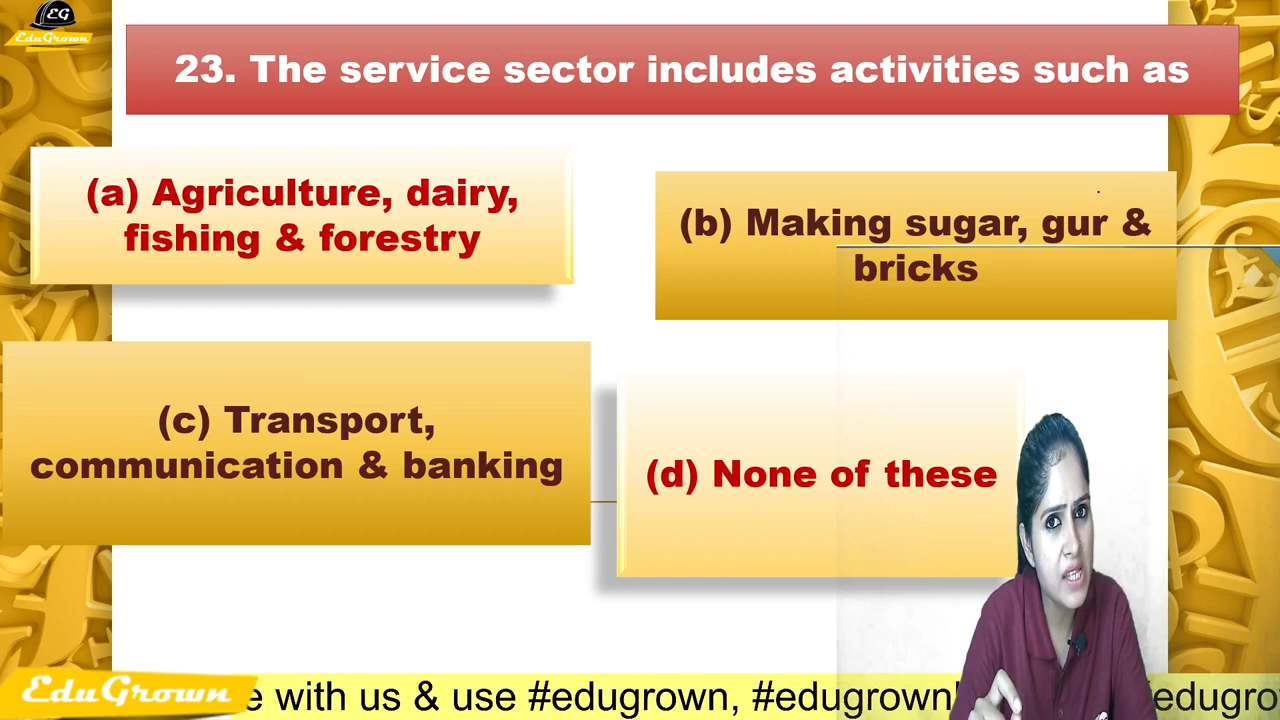 EG
EduGrown
23. The service sector includes activities such as
(a) Agriculture, dairy,
fishing & forestry
(b) Making sugar, gur &
bricks
(c) Transport,
communication & banking
(d) None of these
EduGrown
with us & use #edugrown,